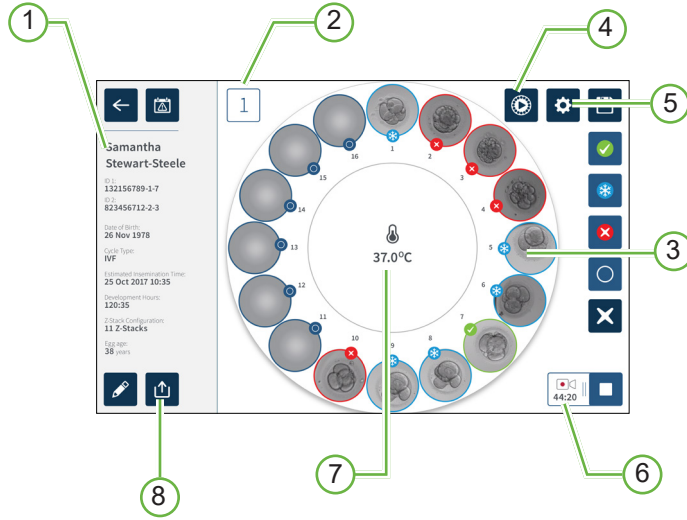 1
2
4
5
3
6
7
8
1
Samantha
Stewart-Steele
ID 1:
132156789-1-7
ID 2:
823456712-2-3
Date of Birth:
26 Nov 1978
Cycle Type:
IVF
Estimated Insemination Time:
25 Oct 2017 10:35
Development Hours:
120:35
Z-Stack Configuration:
11 Z-Stacks
Egg age:
38 years
1
2
3
4
5
6
7
8
9
10
11
12
13
14
15
16
37.0°C
44:20